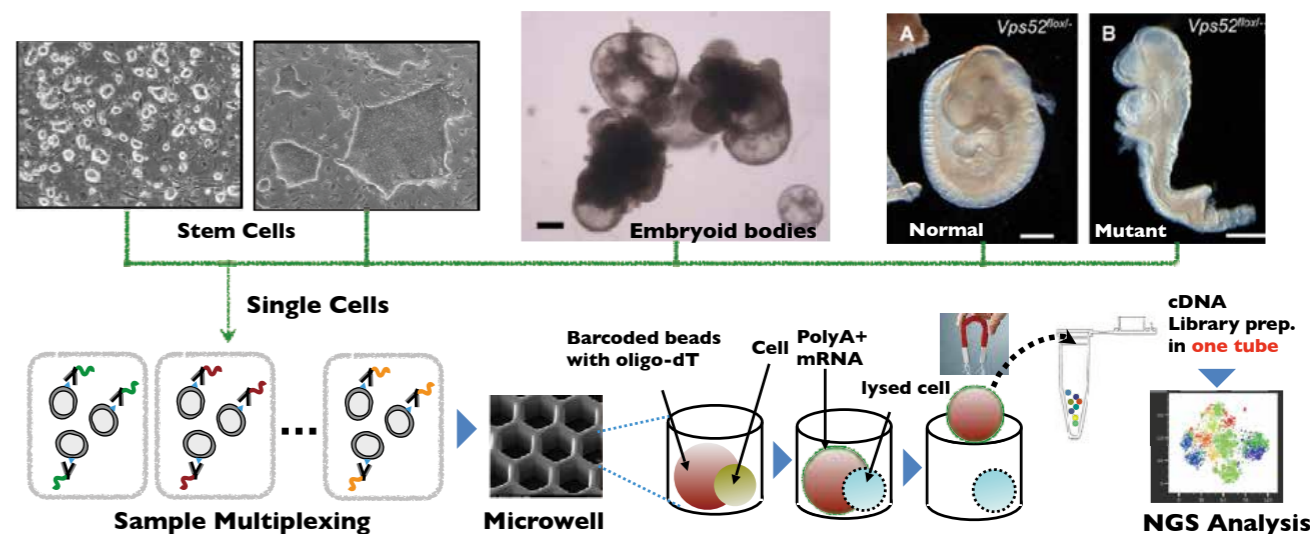 A
Vps52flox/-
B
Vps52flox/-
Stem Cells
Embryoid bodies
Normal
Mutant
Single Cells
Barcoded beads
with oligo-dT
Cell
PolyA+
mRNA
lysed cell
cDNA
Library prep.
in one tube
...
Sample Multiplexing
Microwell
NGS Analysis